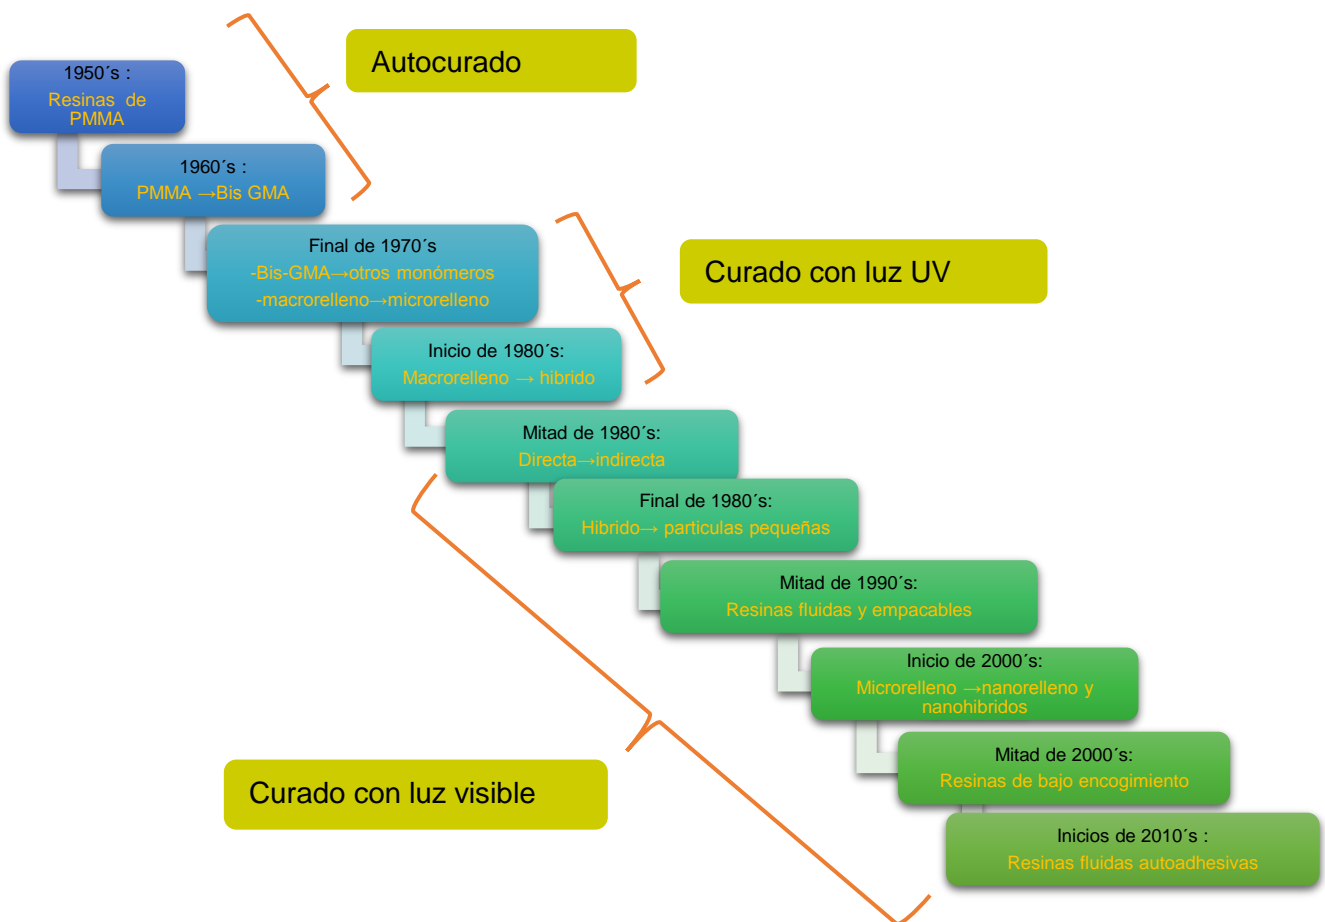 Autocurado
1950´s :
Resinas de
PMMA
1960´s :
PMMA →Bis GMA
Final de 1970´s
-Bis-GMA→otros monómeros
-macrorelleno→microrelleno
Curado con luz UV
Inicio de 1980´s:
Macrorelleno → hibrido
Mitad de 1980´s:
Directa→indirecta
Final de 1980´s:
Hibrido→ particulas pequeñas
Mitad de 1990´s:
Resinas fluidas y empacables
Inicio de 2000´s:
Microrelleno →nanorelleno y
nanohibridos
Mitad de 2000´s:
Resinas de bajo encogimiento
Curado con luz visible
Inicios de 2010´s :
Resinas fluidas autoadhesivas